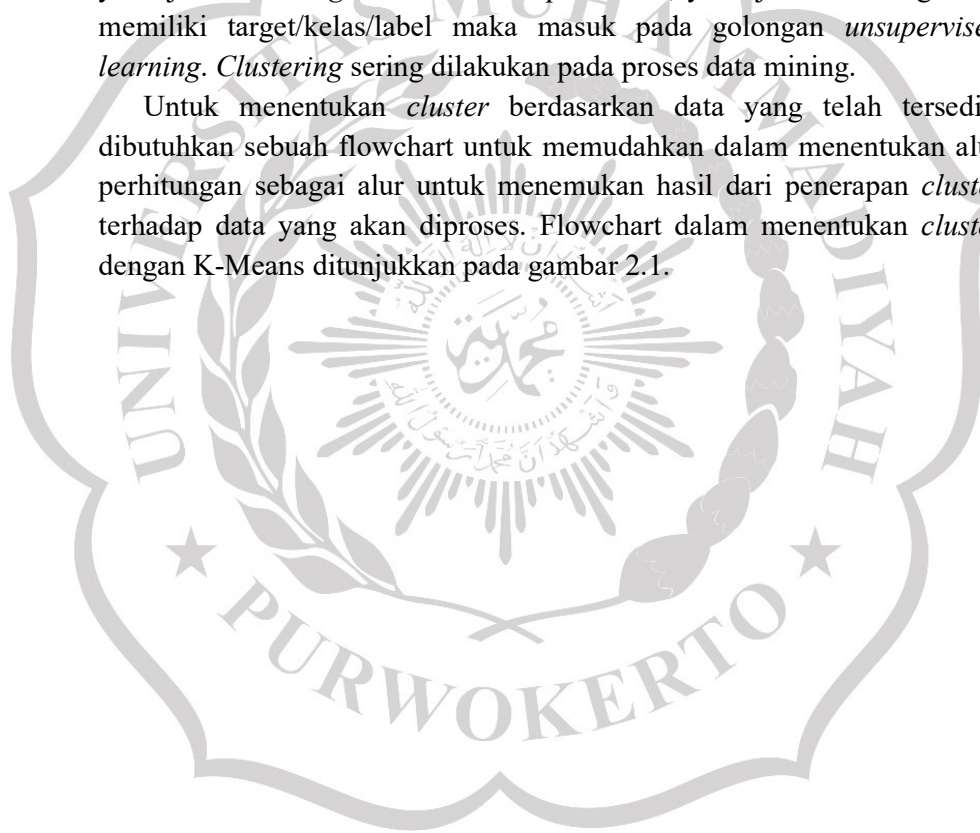 memiliki target/kelas/label maka masuk pada golongan unsupervise
learning. Clustering sering dilakukan pada proses data mining.
Untuk menentukan cluster berdasarkan data yang telah tersedi
dibutuhkan sebuah flowchart untuk memudahkan dalam menentukan al
perhitungan sebagai alur untuk menemukan hasil dari penerapan clust
terhadap data yang akan diproses. Flowchart dalam menentukan clust
dengan K-Means ditunjukkan pada gambar 2.1.
UNIVERSITAS MUHAMMADIYAH
PURWOKERTO